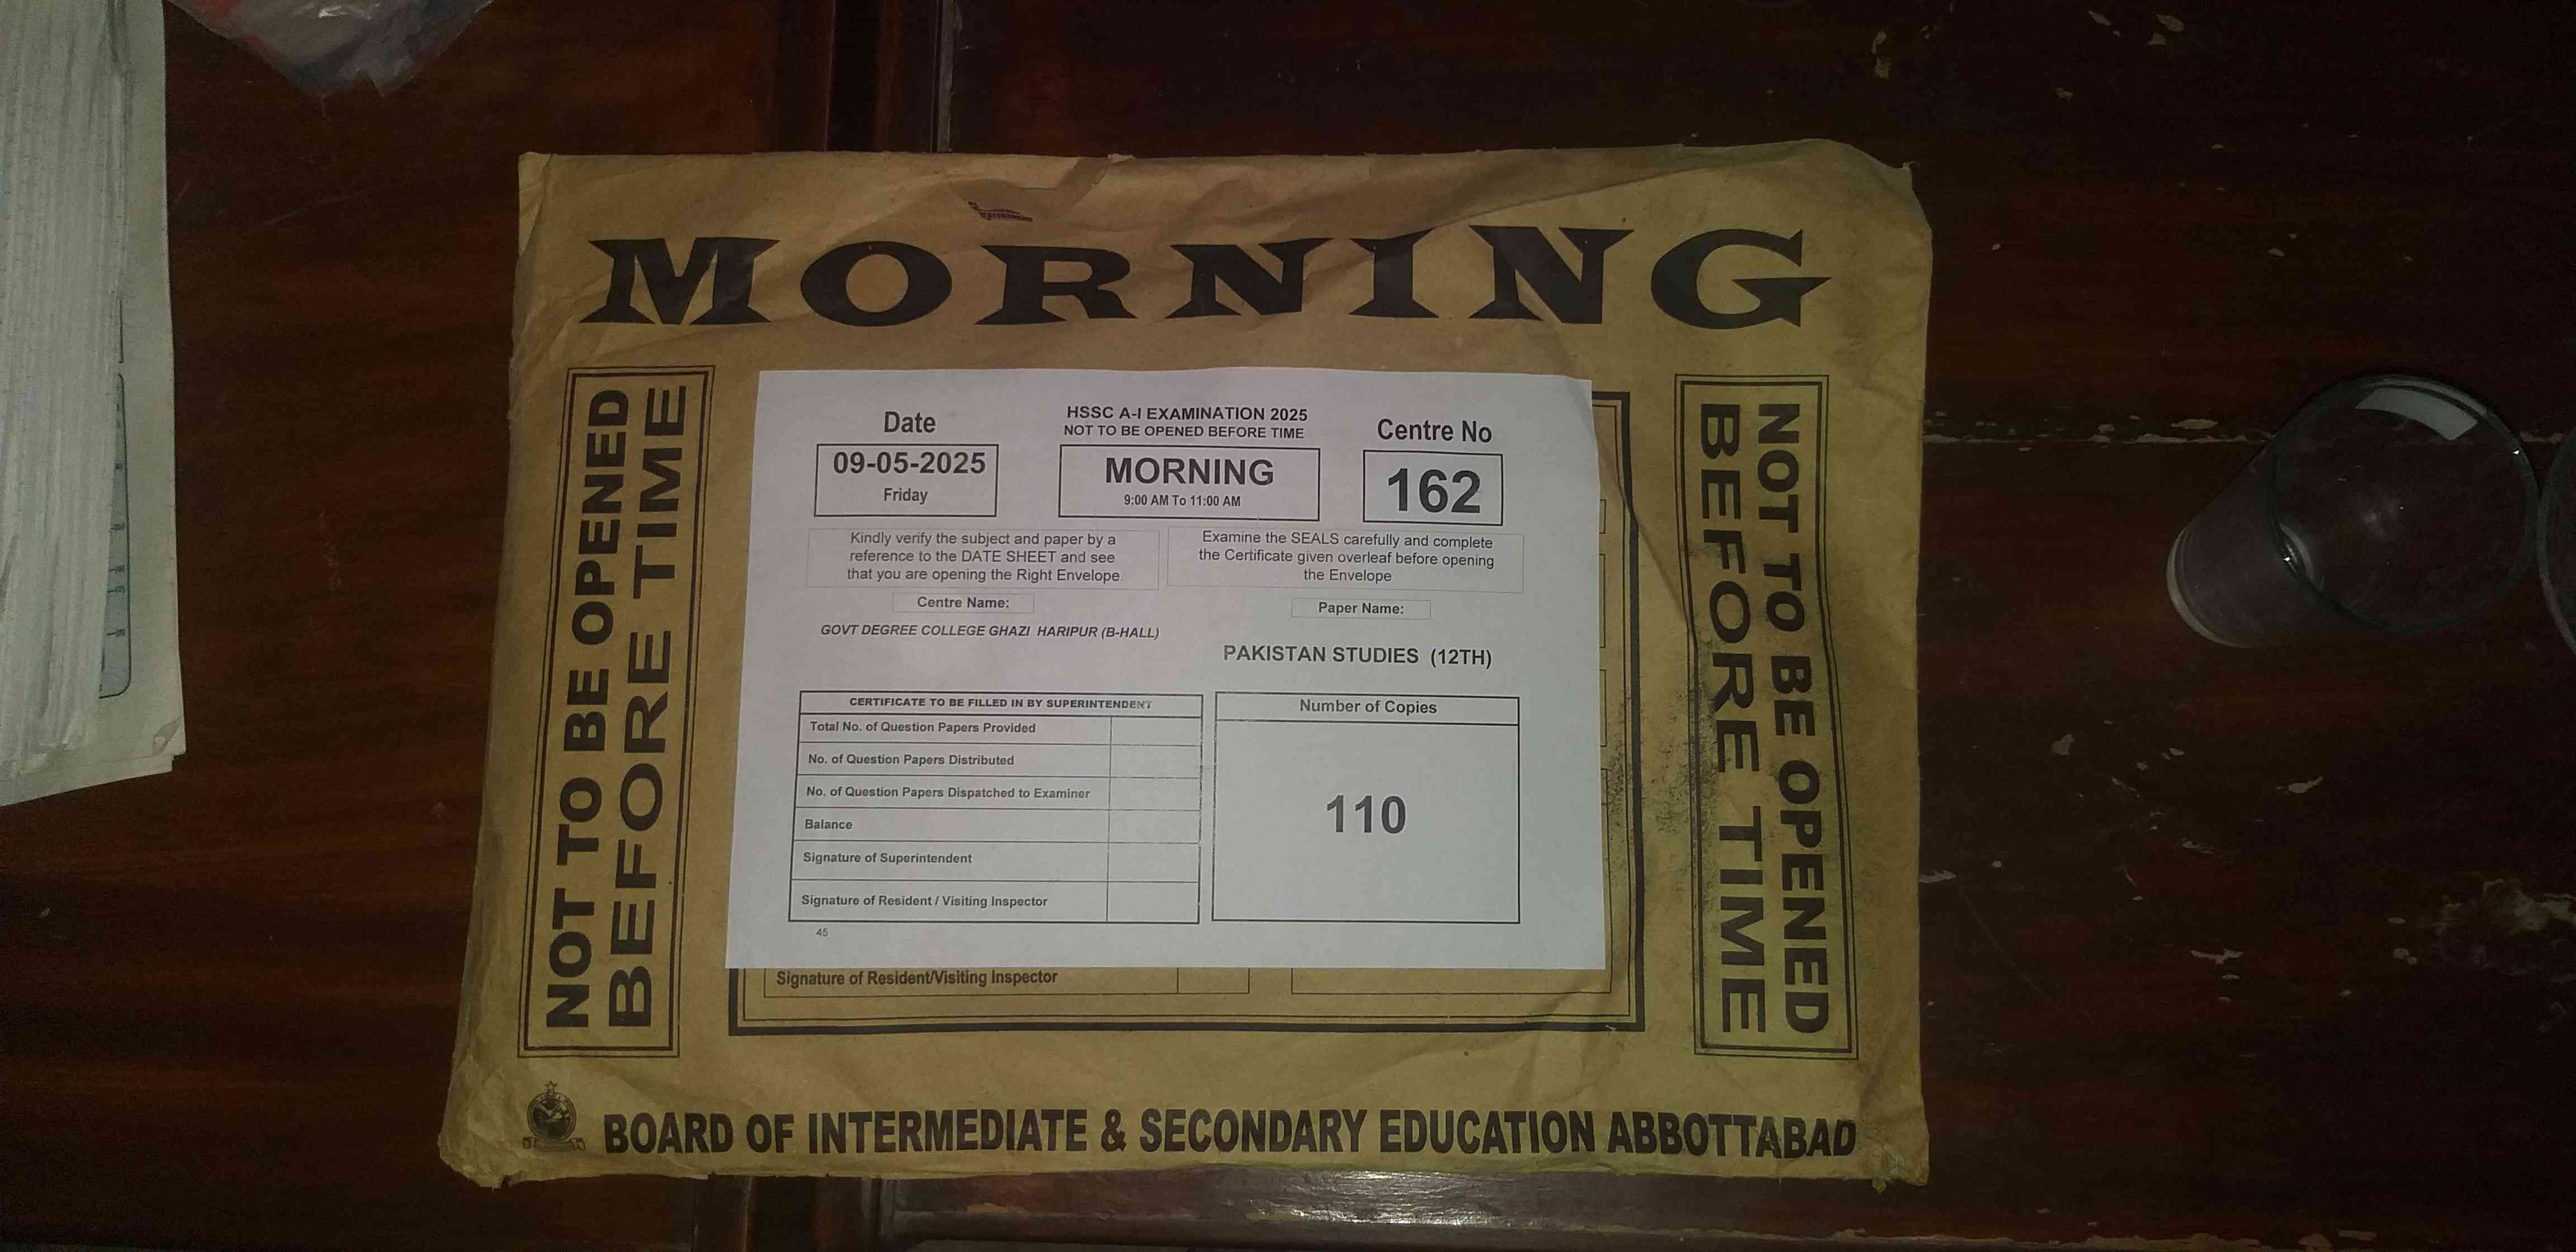 MORNING
NOT TO BE OPENED
BEFORE TIME
Date
09-05-2025
Friday
HSSC A-I EXAMINATION 2025
NOT TO BE OPENED BEFORE TIME
MORNING
9:00 AM To 11:00 AM
Centre No
162
Kindly verify the subject and paper by a
reference to the DATE SHEET and see
that you are opening the Right Envelope
Examine the SEALS carefully and complete
the Certificate given overleaf before opening
the Envelope
Centre Name:
GOVT DEGREE COLLEGE GHAZI HARIPUR (B-HALL)
Paper Name:
PAKISTAN STUDIES (12TH)
CERTIFICATE TO BE FILLED IN BY SUPERINTENDENT
Total No. of Question Papers Provided
No. of Question Papers Distributed
No. of Question Papers Dispatched to Examiner
Balance
Signature of Superintendent
Signature of Resident / Visiting Inspector
Number of Copies
110
45
Signature of Resident/Visiting Inspector
NOT TO BE OPENED
BEFORE TIME
BOARD OF INTERMEDIATE & SECONDARY EDUCATION ABBOTTABAD